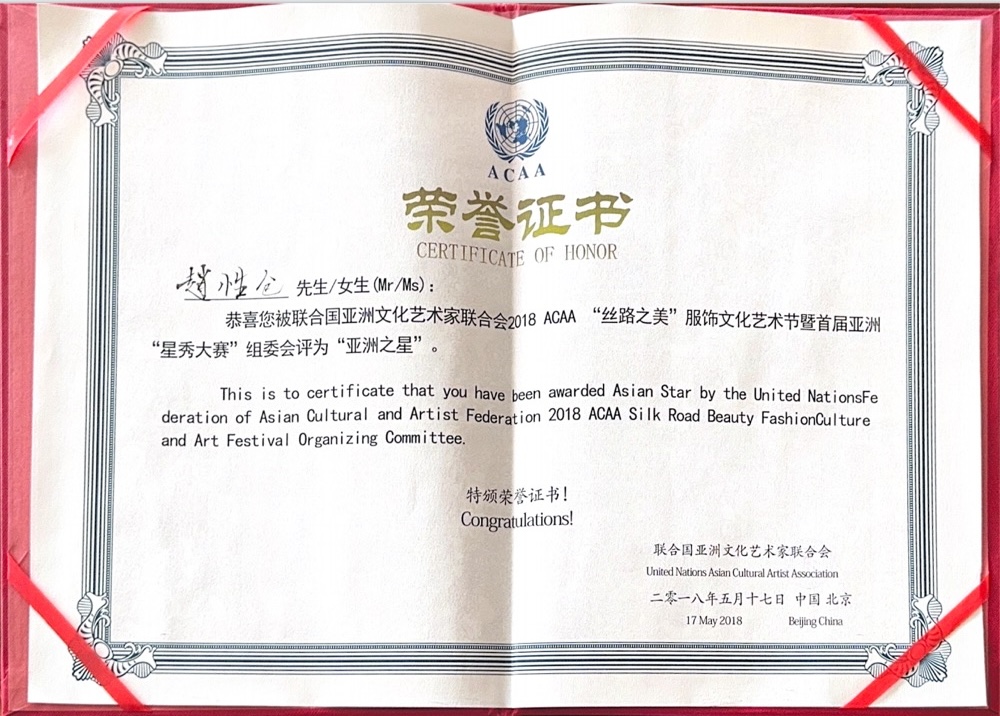 ACAA
荣誉证书
CERTIFICATE OF HONOR
趙性仓 先生/女生(Mr/Ms)：
恭喜您被联合国亚洲文化艺术家联合会2018 ACAA “丝路之美”服饰文化艺术节暨首届亚洲
“星秀大赛”组委会评为“亚洲之星”。
This is to certificate that you have been awarded Asian Star by the United NationsFe
deration of Asian Cultural and Artist Federation 2018 ACAA Silk Road Beauty FashionCulture
and Art Festival Organizing Committee.
特颁荣誉证书！
Congratulations!
联合国亚洲文化艺术家联合会
United Nations Asian Cultural Artist Association
二零一八年五月十七日 中国 北京
17 May 2018 Beijing China